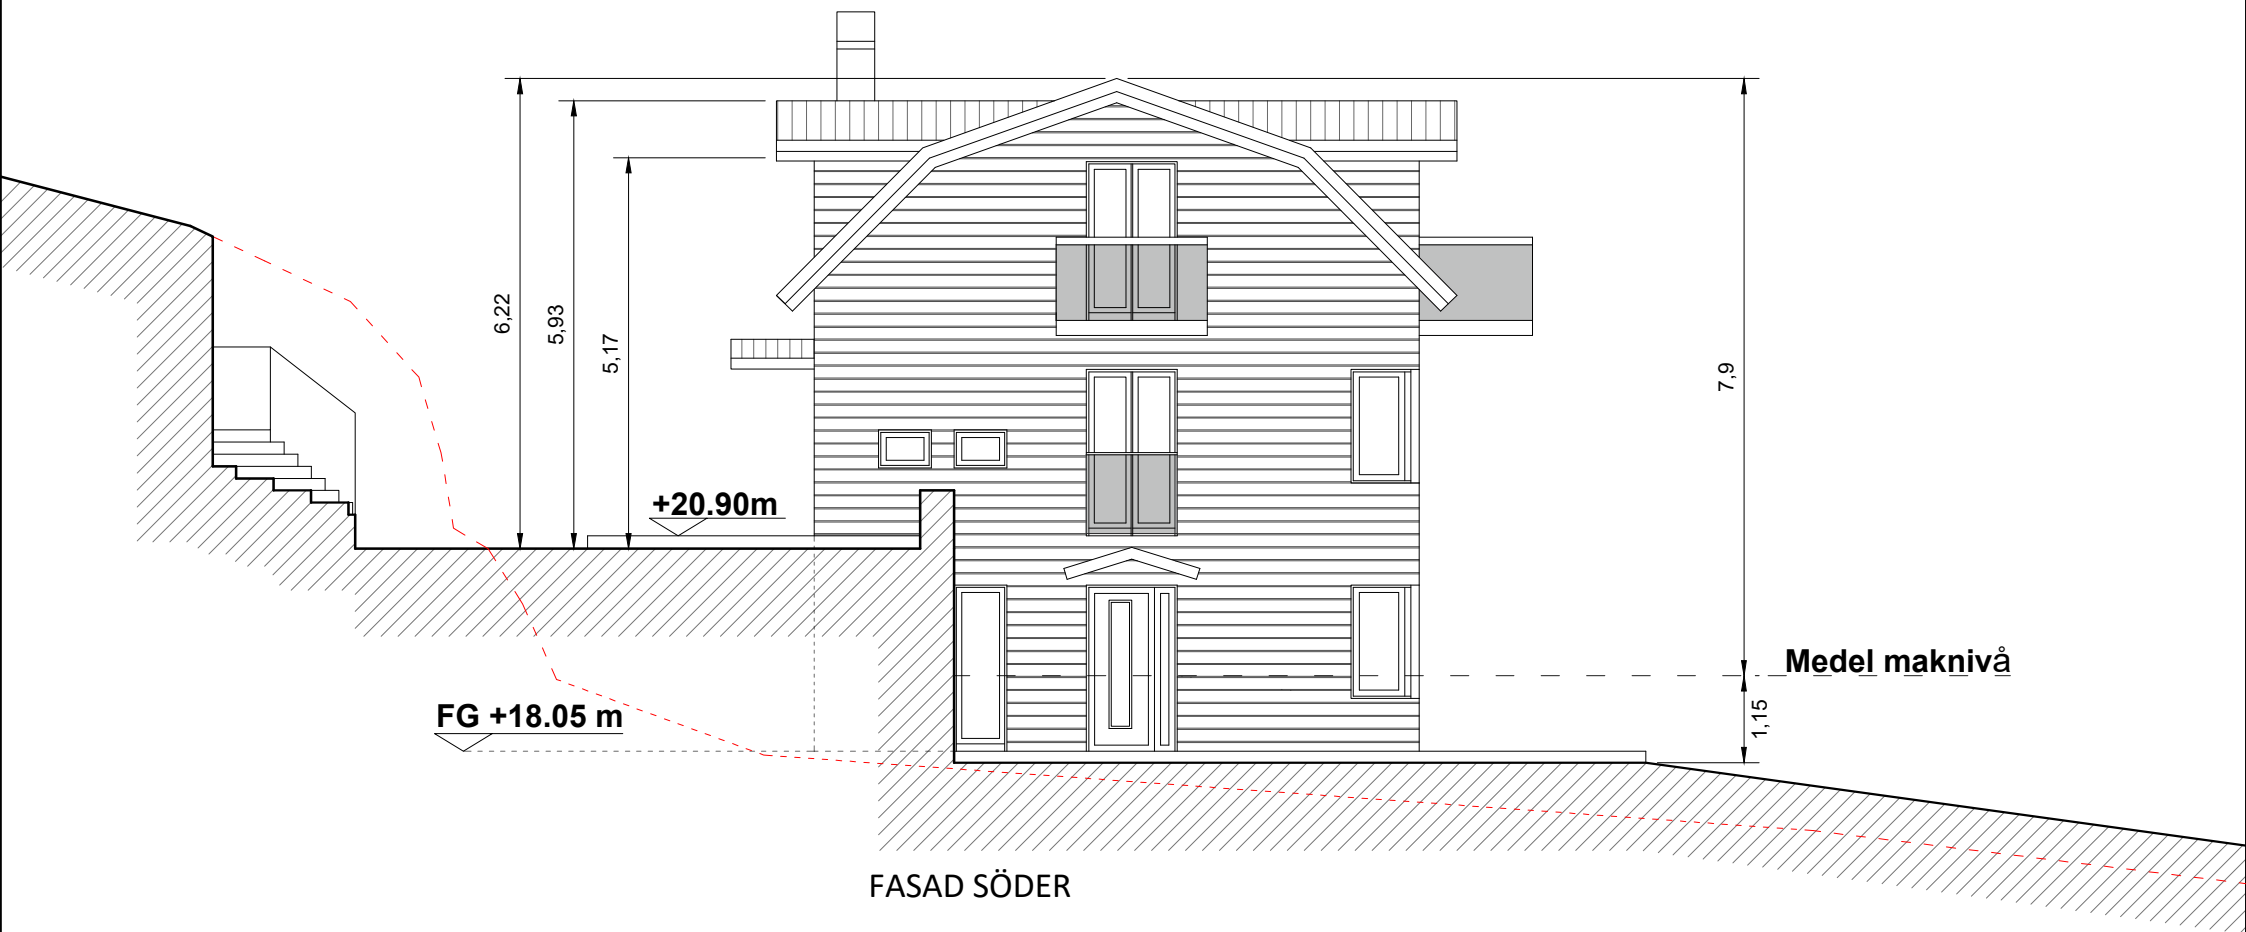 6,22
5,93
5,17
7,9
+20.90m
Medel maknivå
1,15
FG +18.05 m
FASAD SÖDER